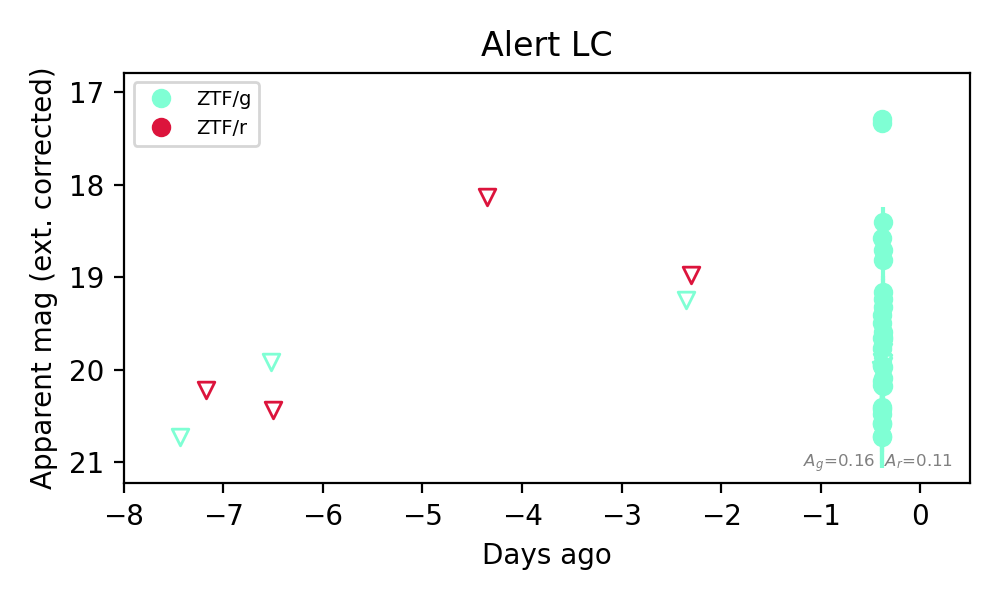 Alert LC
Apparent mag (ext. corrected)
17
18
19
20
21
ZTF/g
ZTF/r
A_g=0.16 A_r=0.11
−8 −7 −6 −5 −4 −3 −2 −1 0
Days ago